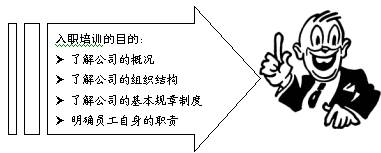 入职培训的目的:
➢ 了解公司的概况
➢ 了解公司的组织结构
➢ 了解公司的基本规章制度
➢ 明确员工自身的职责